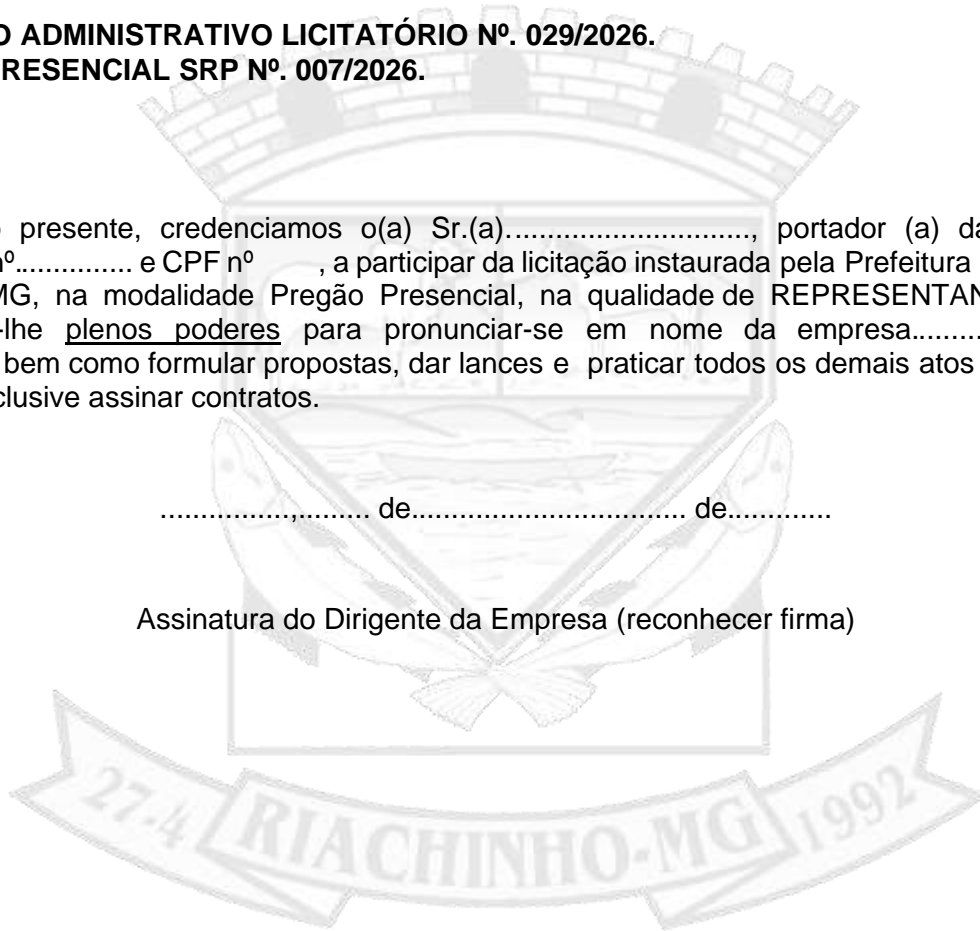 O ADMINISTRATIVO LICITATÓRIO Nº. 029/2026.
RESENCIAL SRP Nº. 007/2026.
o presente, credenciamos o(a) Sr.(a)..............................., portador (a) da
nº............... e CPF nº , a participar da licitação instaurada pela Prefeitura
MG, na modalidade Pregão Presencial, na qualidade de REPRESENTAN
-lhe plenos poderes para pronunciar-se em nome da empresa..........
bem como formular propostas, dar lances e praticar todos os demais atos
clusive assinar contratos.
................,......... de.................................. de.............
Assinatura do Dirigente da Empresa (reconhecer firma)
27-4 RIACHINHO-MG 1992